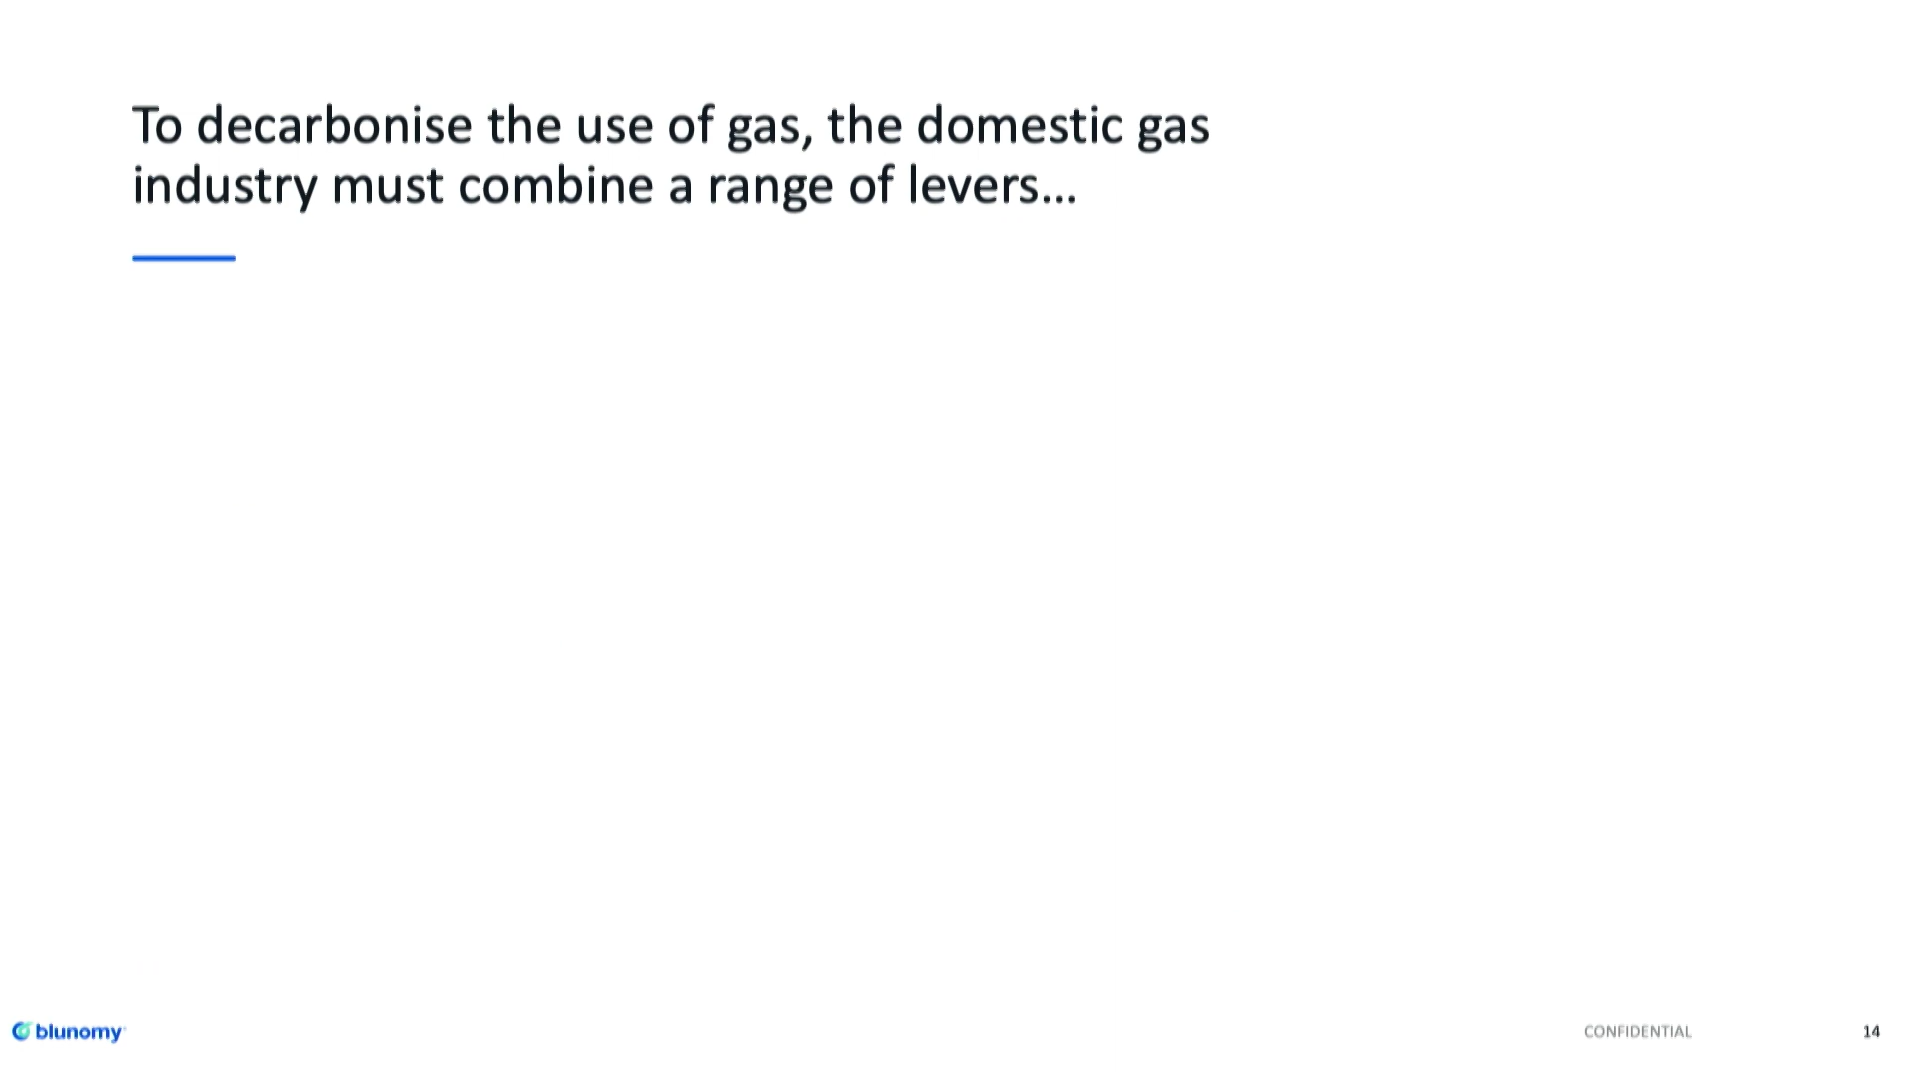 To decarbonise the use of gas, the domestic gas
industry must combine a range of levers...
blunomy
CONFIDENTIAL
14